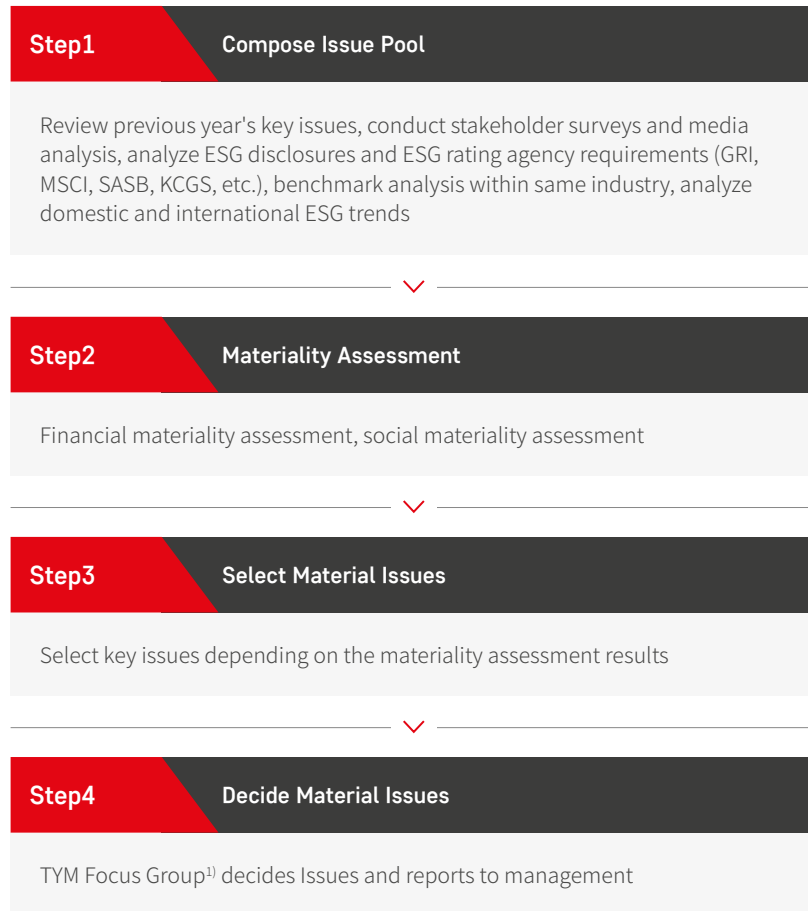 Step1
Compose Issue Pool
Review previous year's key issues, conduct stakeholder surveys and media
analysis, analyze ESG disclosures and ESG rating agency requirements (GRI,
MSCI, SASB, KCGS, etc.), benchmark analysis within same industry, analyze
domestic and international ESG trends
Step2
Materiality Assessment
Financial materiality assessment, social materiality assessment
Step3
Select Material Issues
Select key issues depending on the materiality assessment results
Step4
Decide Material Issues
TYM Focus Group1) decides Issues and reports to management